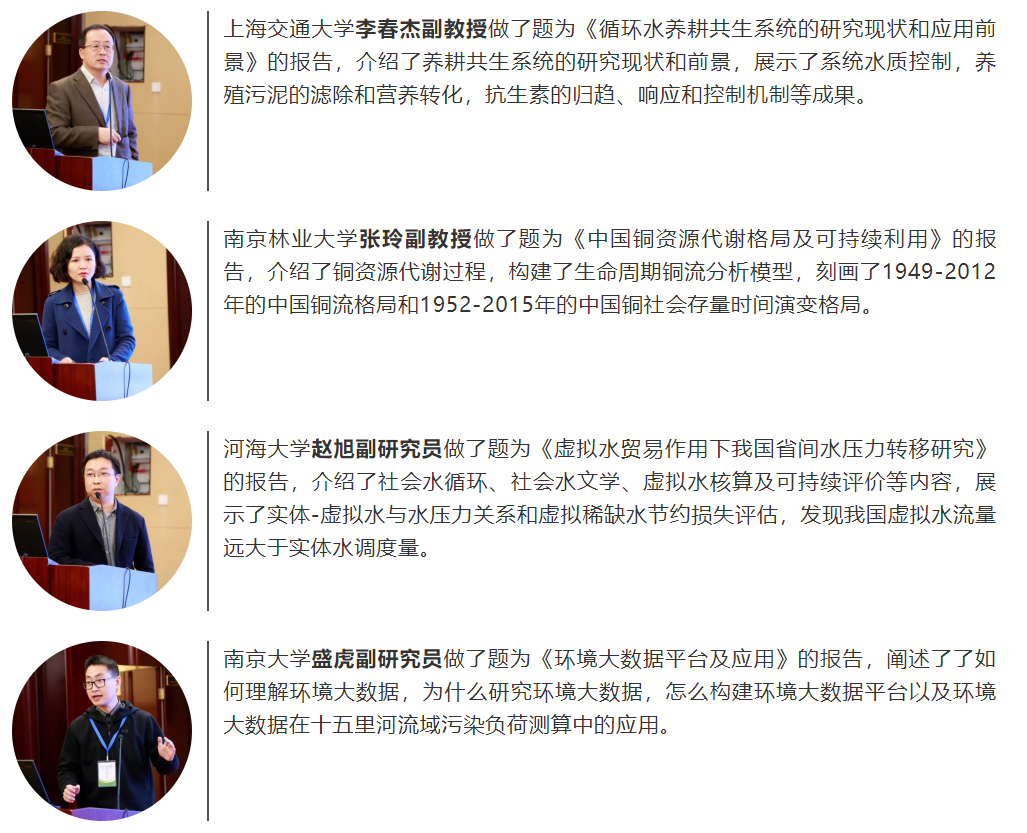 上海交通大学李春杰副教授做了题为《循环水养耕共生系统的研究现状和应用前
景》的报告，介绍了养耕共生系统的研究现状和前景，展示了系统水质控制，养
殖污泥的滤除和营养转化，抗生素的归趋、响应和控制机制等成果。
南京林业大学张玲副教授做了题为《中国铜资源代谢格局及可持续利用》的报
告，介绍了铜资源代谢过程，构建了生命周期铜流分析模型，刻画了1949-2012
年的中国铜流格局和1952-2015年的中国铜社会存量时间演变格局。
河海大学赵旭副研究员做了题为《虚拟水贸易作用下我国省间水压力转移研究》
的报告，介绍了社会水循环、社会水文学、虚拟水核算及可持续评价等内容，展
示了实体-虚拟水与水压力关系和虚拟稀缺水节约损失评估，发现我国虚拟水流量
远大于实体水调度量。
南京大学盛虎副研究员做了题为《环境大数据平台及应用》的报告，阐述了了如
何理解环境大数据，为什么研究环境大数据，怎么构建环境大数据平台以及环境
大数据在十五里河流域污染负荷测算中的应用。